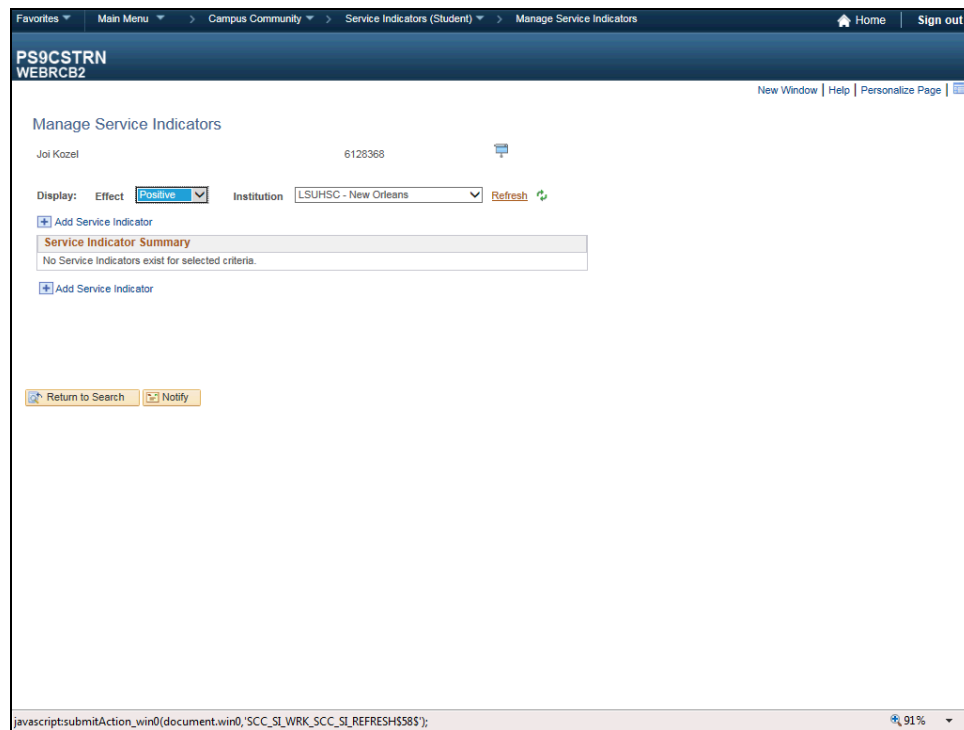 Favorites Main Menu > Campus Community > Service Indicators (Student) > Manage Service Indicators Home Sign out
PS9CSTRN
WEBRCB2
New Window | Help | Personalize Page |
Manage Service Indicators
Joi Kozel 6128368
Display: Effect Positive Institution LSUHSC - New Orleans Refresh
Add Service Indicator
Service Indicator Summary
No Service Indicators exist for selected criteria.
Add Service Indicator
Return to Search Notify
javascript:submitAction_win0(document.win0,'SCC_SI_WRK_SCC_SI_REFRESH$58$'); 91%